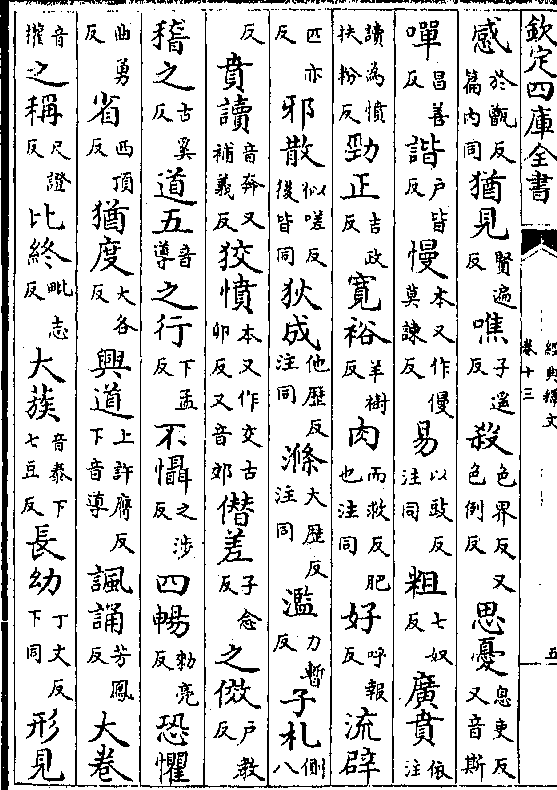 欽定四庫全書
經典釋文
卷十三
五
感於甑反篇内同猶見賢遍反噍子遥反殺色界反又色例反思憂息吏反又音斯
嘽昌善反諧户皆反慢本又作僈莫諫反易以豉反注同粗七奴反廣賁依注
讀為憤扶粉反勁正吉政反寛裕羊樹反肉而救反肥也注同好呼報反流辟
匹亦反邪散似嗟反後皆同狄成他歷反注同滌大歷反注同濫力暫反子札側八
反賁讀音奔又補義反狡憤本又作交古卯反又音郊僭差子念反之傚户教反
稽之古奚反道五音導之行下孟反不懾之涉反四暢勑亮反恐懼
曲勇反省西頂反猶度大各反興道上許膺反下音導諷誦芳鳳反大卷
音權之稱尺證反比終毗志反大蔟音泰下七豆反長幼丁丈反下同形見